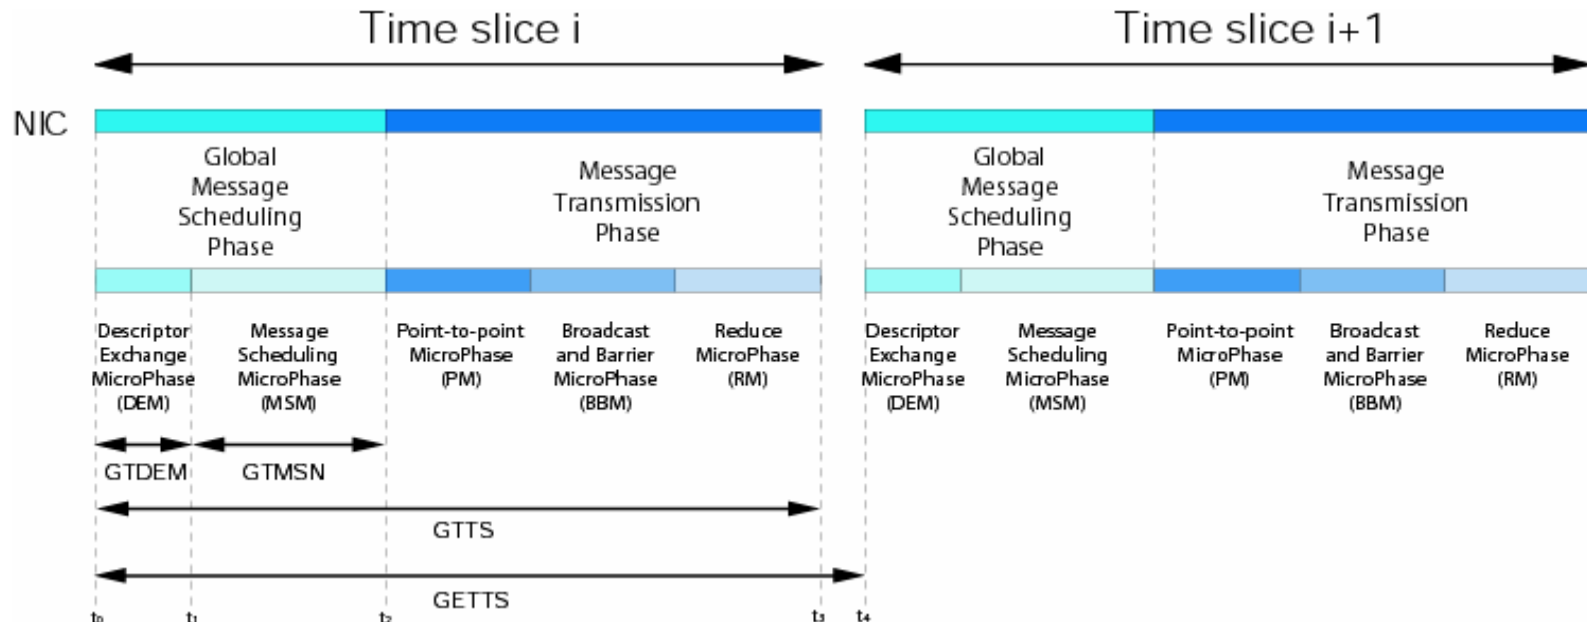 Time slice i
Time slice i+1
NIC
Global
Message
Scheduling
Phase
Message
Transmission
Phase
Global
Message
Scheduling
Phase
Message
Transmission
Phase
Descriptor
Exchange
MicroPhase
(DEM)
Message
Scheduling
MicroPhase
(MSM)
Point-to-point
MicroPhase
(PM)
Broadcast
and Barrier
MicroPhase
(BBM)
Reduce
MicroPhase
(RM)
Descriptor
Exchange
MicroPhase
(DEM)
Message
Scheduling
MicroPhase
(MSM)
Point-to-point
MicroPhase
(PM)
Broadcast
and Barrier
MicroPhase
(BBM)
Reduce
MicroPhase
(RM)
GTDEM
GTMSN
GTTS
GETTS
t₀ t₁ t₂ t₃ t₄